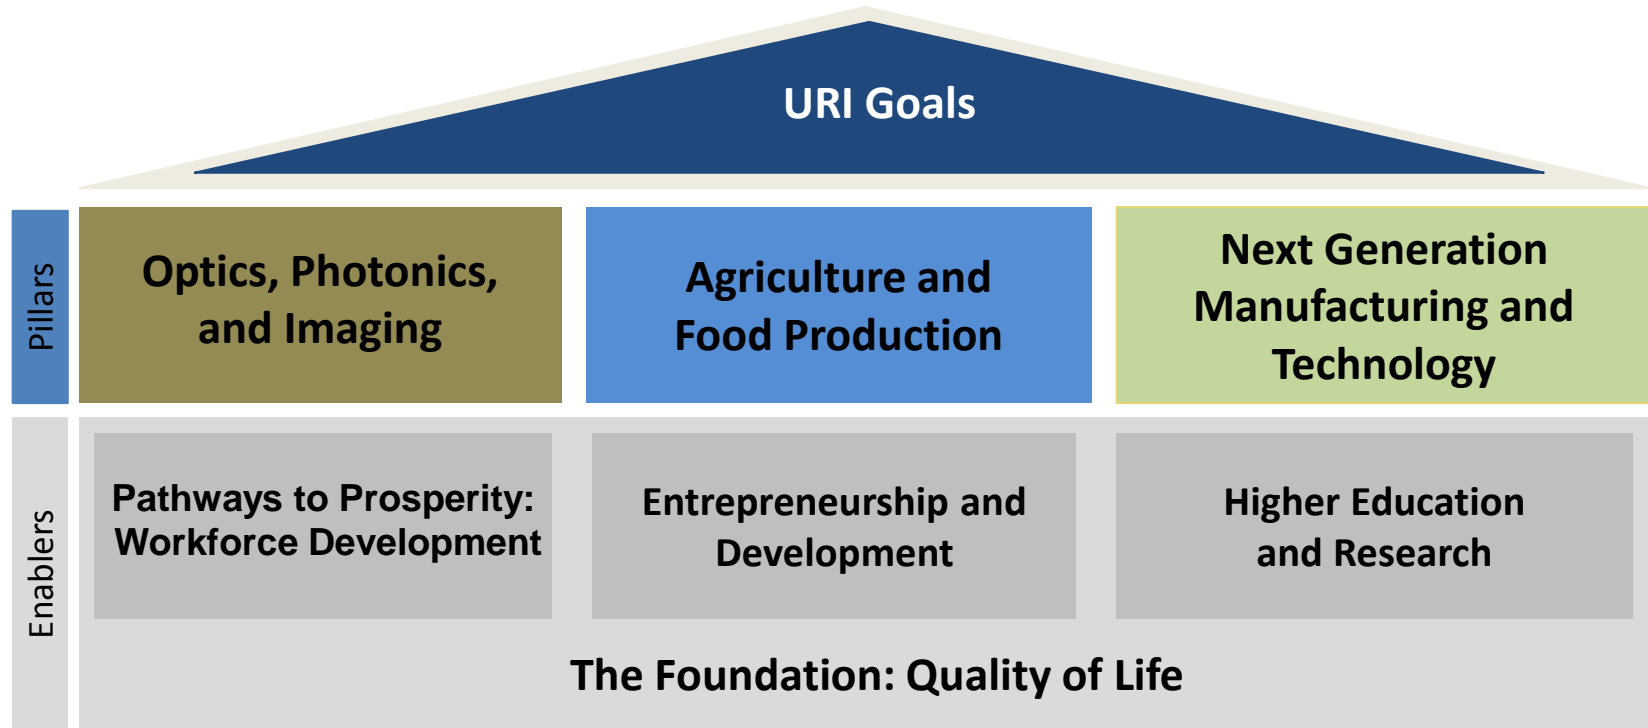 URI Goals
Pillars
Optics, Photonics,
and Imaging
Agriculture and
Food Production
Next Generation
Manufacturing and
Technology
Enablers
Pathways to Prosperity:
Workforce Development
Entrepreneurship and
Development
Higher Education
and Research
The Foundation: Quality of Life